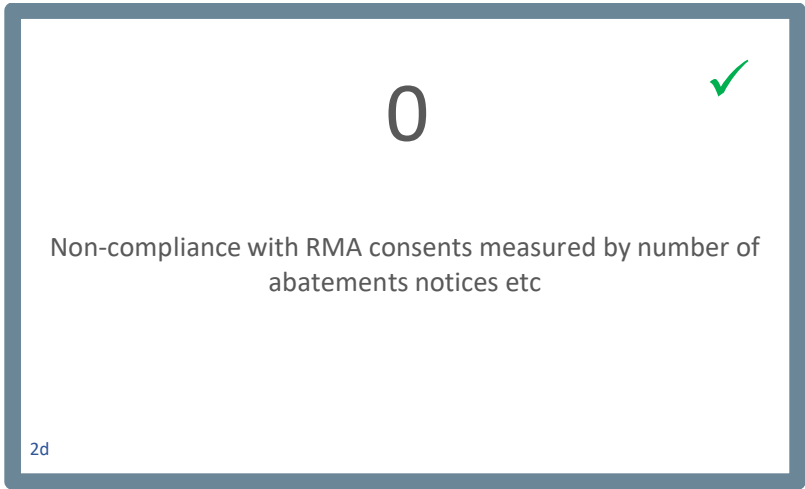 0
Non-compliance with RMA consents measured by number of
abatements notices etc
2d